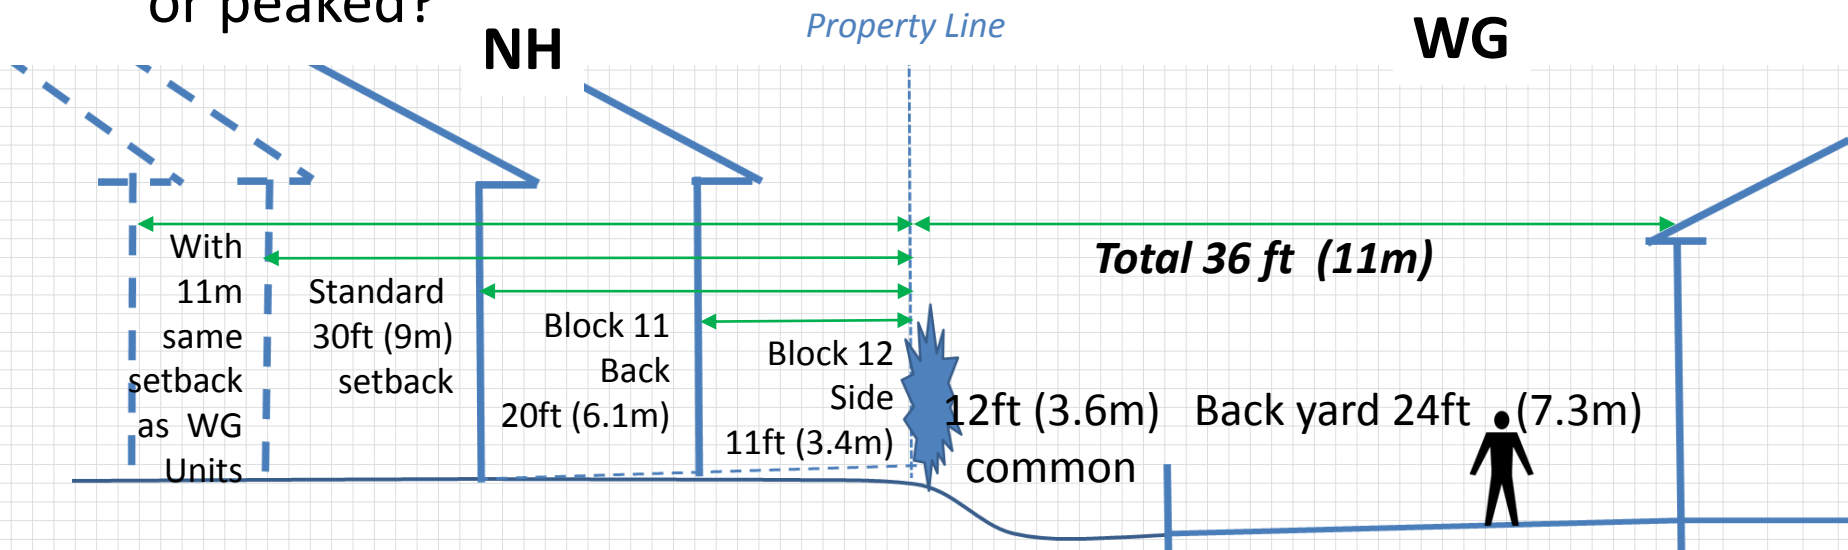 or peaked?
NH
Property Line
WG
With
11m
same
setback
as WG
Units
Standard
30ft (9m)
setback
Block 11
Back
20ft (6.1m)
Block 12
Side
11ft (3.4m)
Total 36 ft (11m)
12ft (3.6m) Back yard 24ft (7.3m)
common